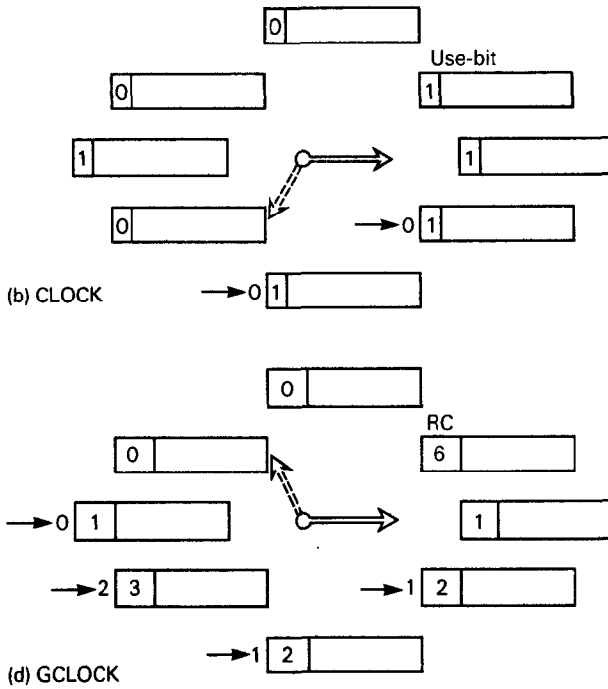 0
Use-bit
0
1
1
1
0
→ 0 1
→ 0 1
(b) CLOCK
0
RC
0
6
→ 0 1
1
→ 2 3
→ 1 2
→ 1 2
(d) GCLOCK